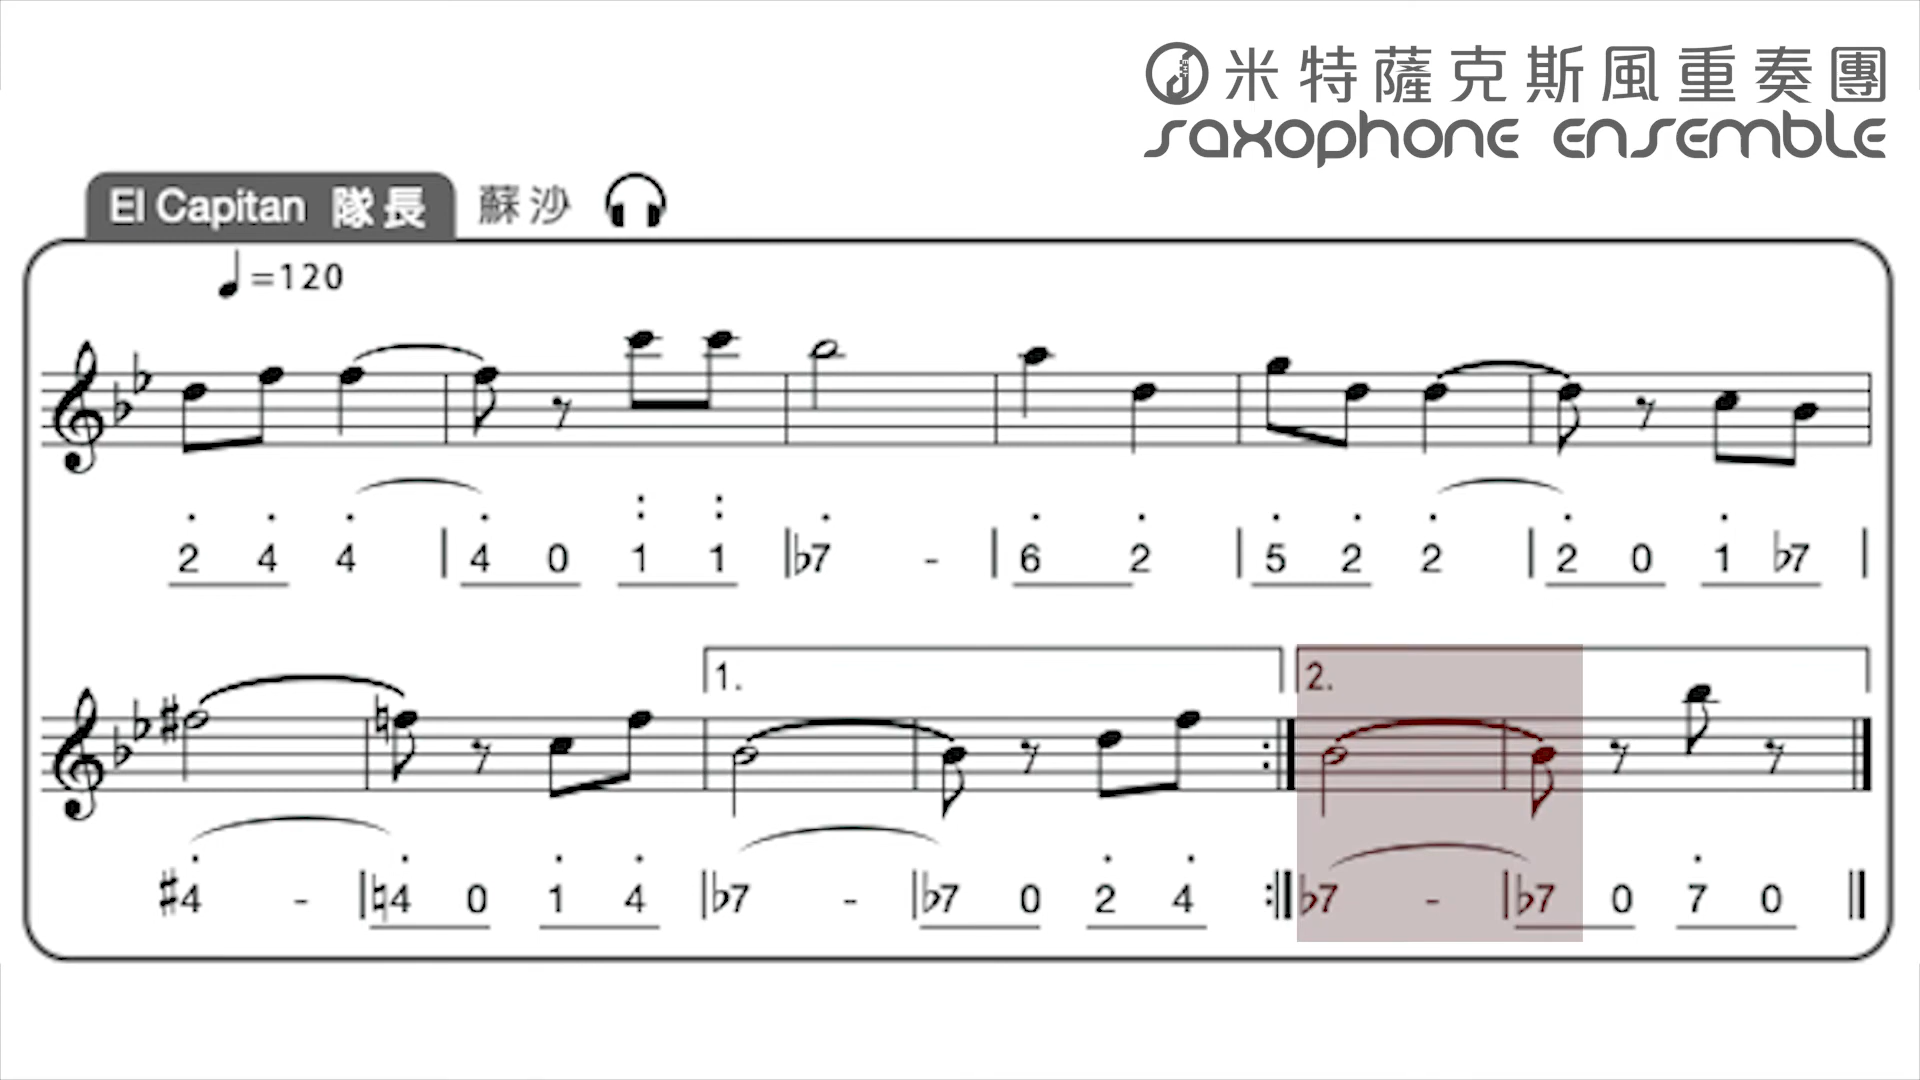 米特薩克斯風重奏團
saxophone ensemble
El Capitan 隊長 蘇沙
=120
2 4 4 | 4 0 1 1 | ♭7 - | 6 2 | 5 2 2 | 2 0 1 ♭7 |
1. 2.
♯4 - | ♮4 0 1 4 | ♭7 - | ♭7 0 2 4 :‖ ♭7 - | ♭7 0 7 0 ‖